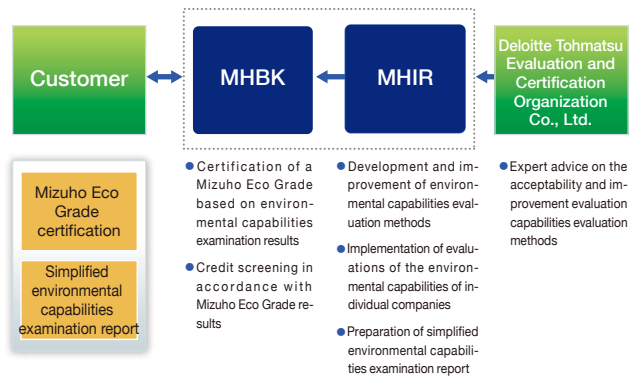 Customer
MHBK
MHIR
Deloitte Tohmatsu
Evaluation and
Certification
Organization
Co., Ltd.
Mizuho Eco
Grade
certification
Simplified
environmental
capabilities
examination report
● Certification of a
Mizuho Eco Grade
based on environ-
mental capabilities
examination results
● Credit screening in
accordance with
Mizuho Eco Grade re-
sults
● Development and im-
provement of environ-
mental capabilities eval-
uation methods
● Implementation of evalu-
ations of the environ-
mental capabilities of
individual companies
● Preparation of simplified
environmental capabili-
ties examination report
● Expert advice on the
acceptability and im-
provement evaluation
capabilities evaluation
methods